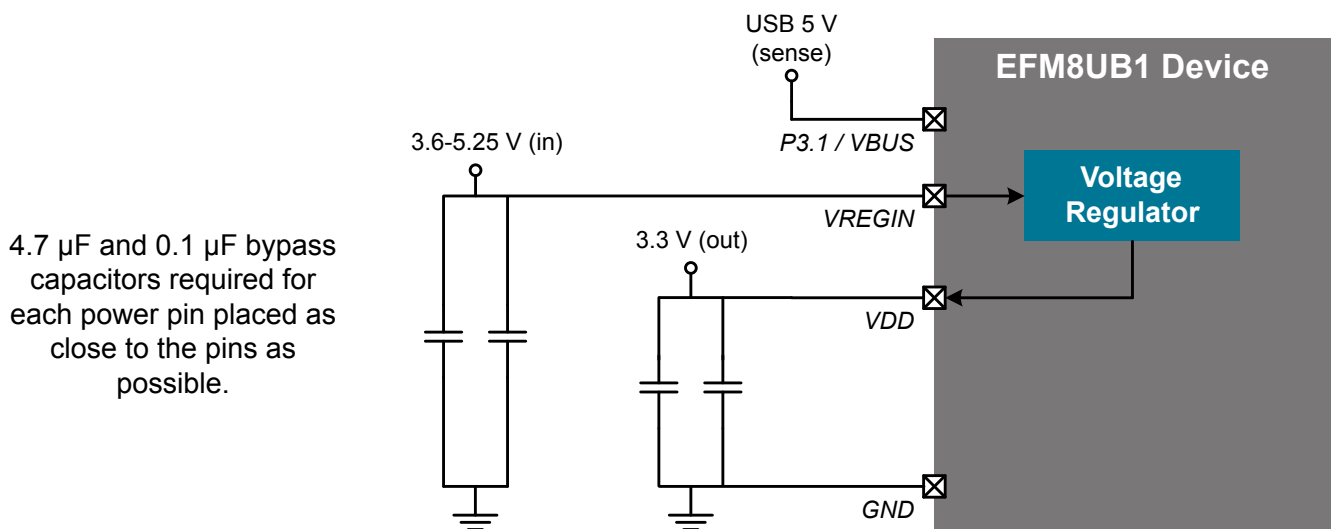 USB 5 V
(sense)
EFM8UB1 Device
P3.1 / VBUS
3.6-5.25 V (in)
Voltage
Regulator
VREGIN
4.7 µF and 0.1 µF bypass
capacitors required for
each power pin placed as
close to the pins as
possible.
3.3 V (out)
VDD
GND